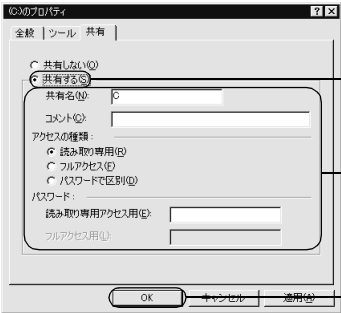 (C:)のプロパティ
全般 ツール 共有
共有しない(O)
共有する(S)
共有名(N): C
コメント(C):
アクセスの種類:
読み取り専用(R)
フルアクセス(F)
パスワードで区別(D)
パスワード:
読み取り専用アクセス用(E):
フルアクセス用(L):
OK キャンセル 適用(A)